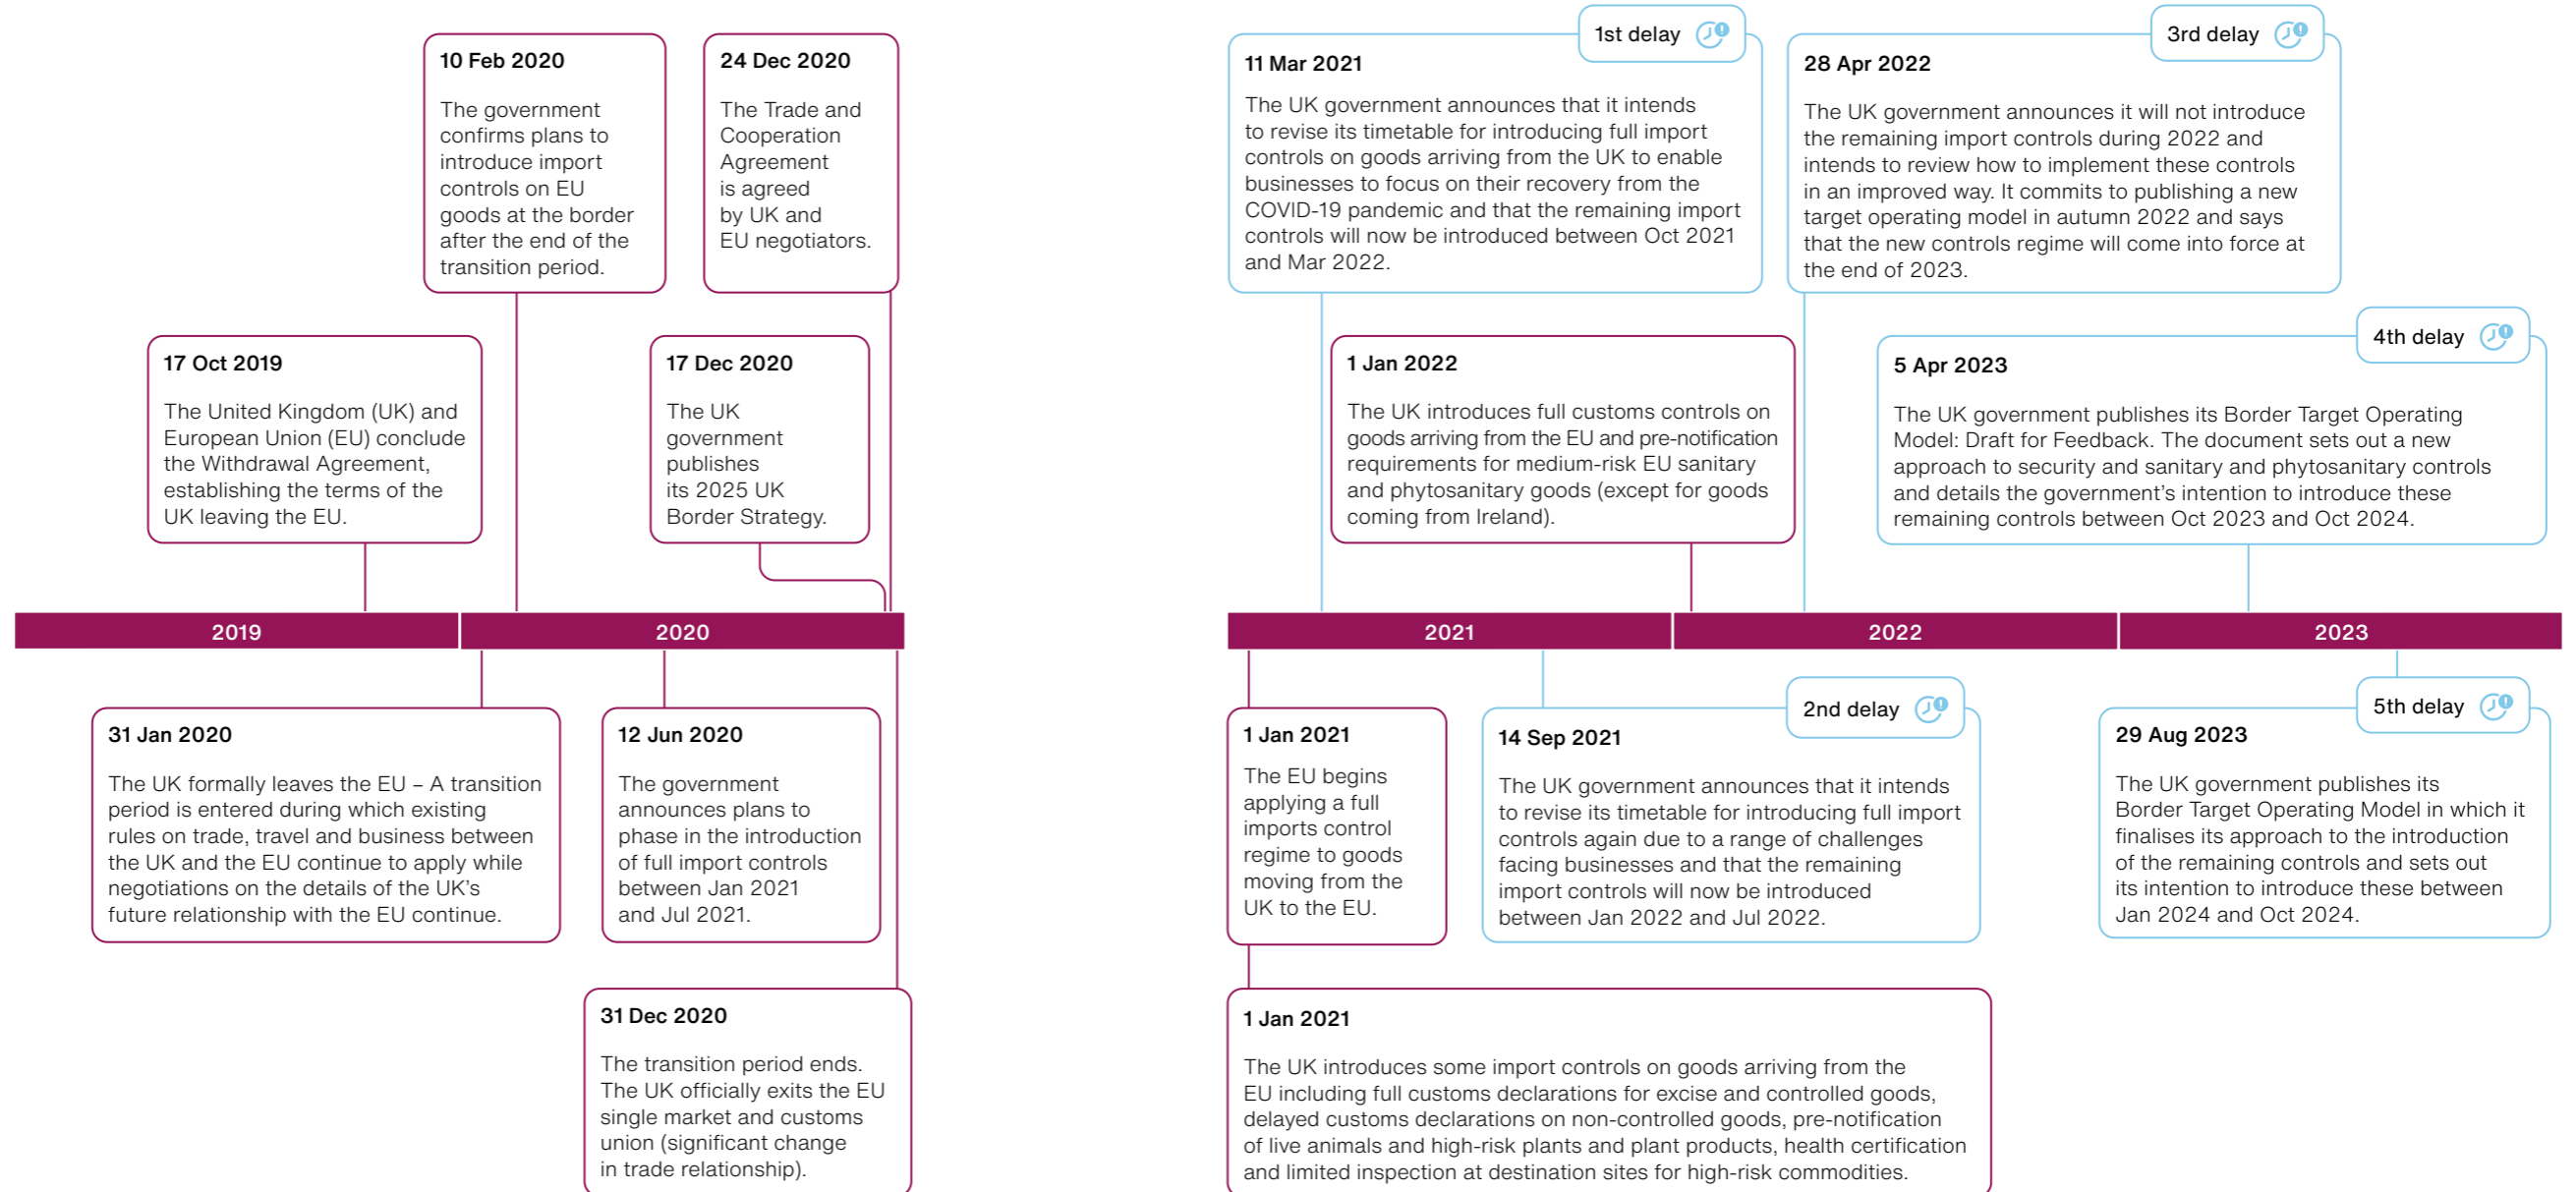 10 Feb 2020
The government
confirms plans to
introduce import
controls on EU
goods at the border
after the end of the
transition period.
24 Dec 2020
The Trade and
Cooperation
Agreement
is agreed
by UK and
EU negotiators.
1st delay
11 Mar 2021
The UK government announces that it intends
to revise its timetable for introducing full import
controls on goods arriving from the UK to enable
businesses to focus on their recovery from the
COVID-19 pandemic and that the remaining import
controls will now be introduced between Oct 2021
and Mar 2022.
3rd delay
28 Apr 2022
The UK government announces it will not introduce
the remaining import controls during 2022 and
intends to review how to implement these controls
in an improved way. It commits to publishing a new
target operating model in autumn 2022 and says
that the new controls regime will come into force at
the end of 2023.
17 Oct 2019
The United Kingdom (UK) and
European Union (EU) conclude
the Withdrawal Agreement,
establishing the terms of the
UK leaving the EU.
17 Dec 2020
The UK
government
publishes
its 2025 UK
Border Strategy.
1 Jan 2022
The UK introduces full customs controls on
goods arriving from the EU and pre-notification
requirements for medium-risk EU sanitary
and phytosanitary goods (except for goods
coming from Ireland).
4th delay
5 Apr 2023
The UK government publishes its Border Target Operating
Model: Draft for Feedback. The document sets out a new
approach to security and sanitary and phytosanitary controls
and details the government’s intention to introduce these
remaining controls between Oct 2023 and Oct 2024.
2019
2020
2021
2022
2023
31 Jan 2020
The UK formally leaves the EU – A transition
period is entered during which existing
rules on trade, travel and business between
the UK and the EU continue to apply while
negotiations on the details of the UK’s
future relationship with the EU continue.
12 Jun 2020
The government
announces plans to
phase in the introduction
of full import controls
between Jan 2021
and Jul 2021.
1 Jan 2021
The EU begins
applying a full
imports control
regime to goods
moving from the
UK to the EU.
2nd delay
14 Sep 2021
The UK government announces that it intends
to revise its timetable for introducing full import
controls again due to a range of challenges
facing businesses and that the remaining
import controls will now be introduced
between Jan 2022 and Jul 2022.
5th delay
29 Aug 2023
The UK government publishes its
Border Target Operating Model in which it
finalises its approach to the introduction
of the remaining controls and sets out
its intention to introduce these between
Jan 2024 and Oct 2024.
31 Dec 2020
The transition period ends.
The UK officially exits the EU
single market and customs
union (significant change
in trade relationship).
1 Jan 2021
The UK introduces some import controls on goods arriving from the
EU including full customs declarations for excise and controlled goods,
delayed customs declarations on non-controlled goods, pre-notification
of live animals and high-risk plants and plant products, health certification
and limited inspection at destination sites for high-risk commodities.